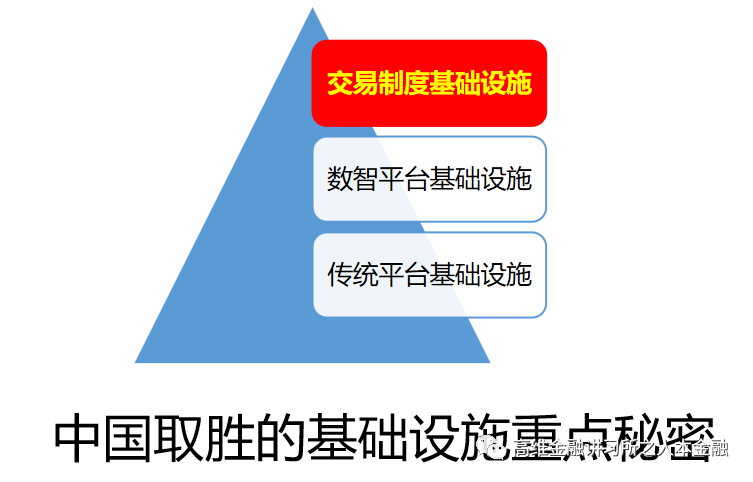 交易制度基础设施
数智平台基础设施
传统平台基础设施
中国取胜的基础设施重点秘密
高维金融讲习所之人本金融